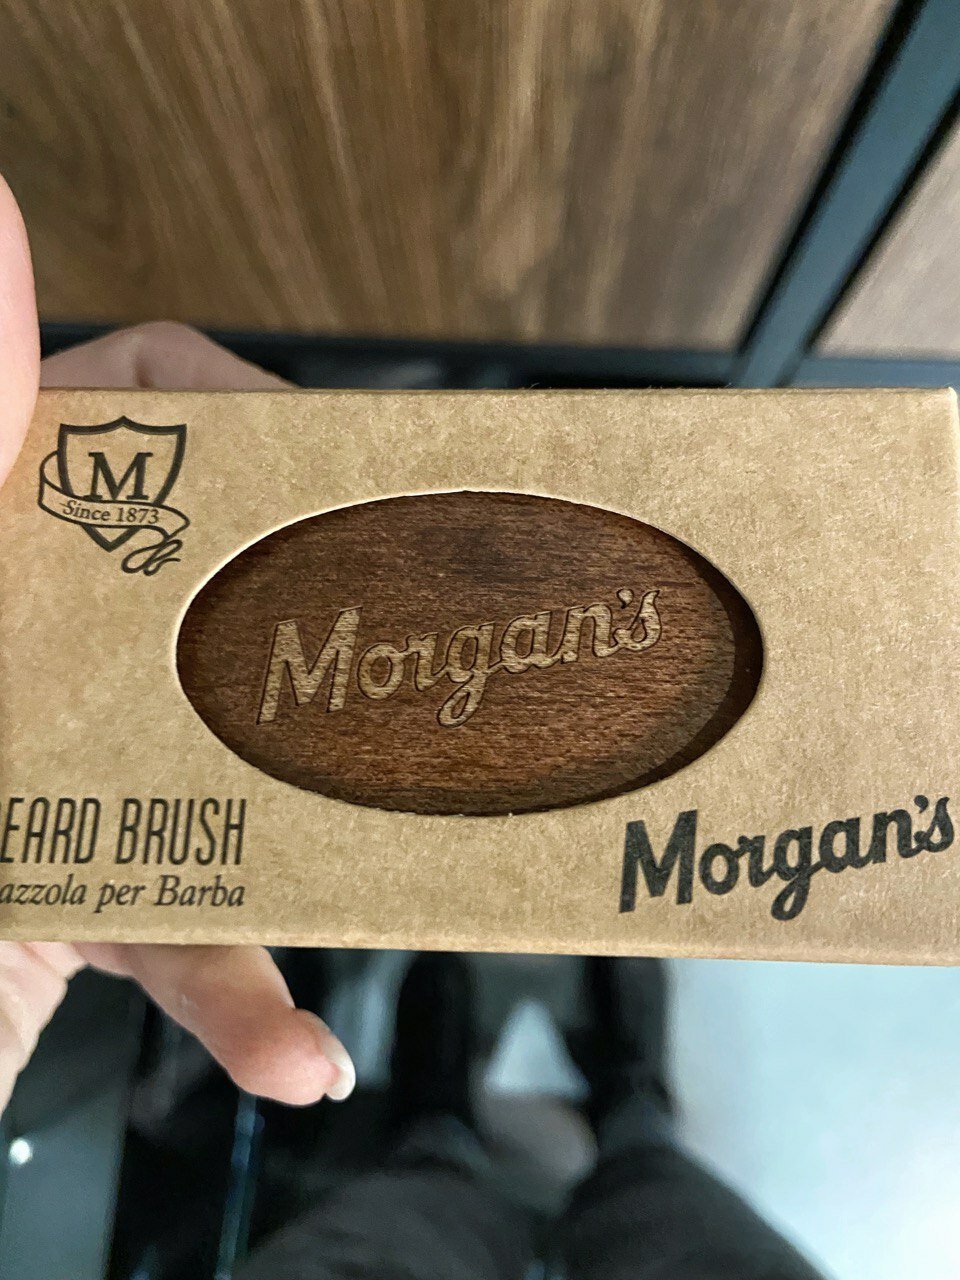 M
Since 1873
Morgan's
EARD BRUSH
azzola per Barba
Morgan's